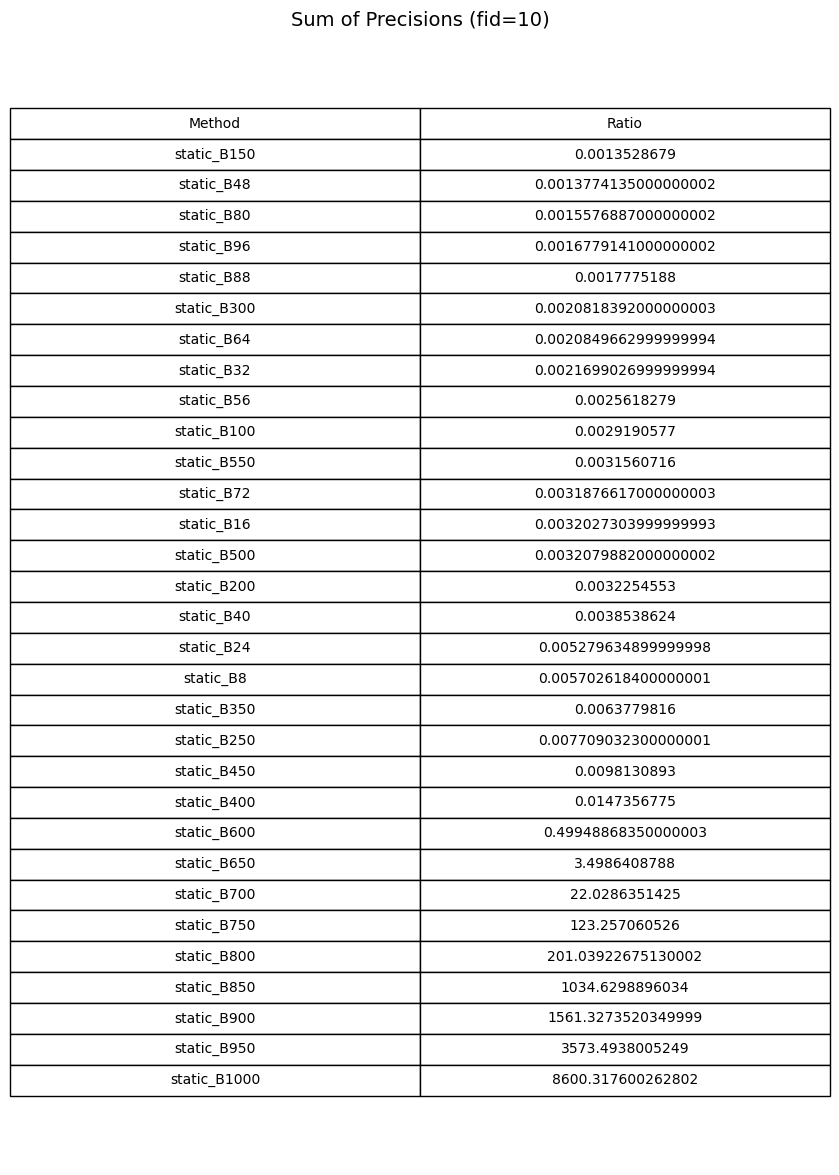 Sum of Precisions (fid=10)
Method Ratio
static_B150 0.0013528679
static_B48 0.0013774135000000002
static_B80 0.0015576887000000002
static_B96 0.0016779141000000002
static_B88 0.0017775188
static_B300 0.0020818392000000003
static_B64 0.0020849662999999994
static_B32 0.0021699026999999994
static_B56 0.0025618279
static_B100 0.0029190577
static_B550 0.0031560716
static_B72 0.0031876617000000003
static_B16 0.0032027303999999993
static_B500 0.0032079882000000002
static_B200 0.0032254553
static_B40 0.0038538624
static_B24 0.005279634899999998
static_B8 0.005702618400000001
static_B350 0.0063779816
static_B250 0.007709032300000001
static_B450 0.0098130893
static_B400 0.0147356775
static_B600 0.49948868350000003
static_B650 3.4986408788
static_B700 22.0286351425
static_B750 123.257060526
static_B800 201.03922675130002
static_B850 1034.6298896034
static_B900 1561.3273520349999
static_B950 3573.4938005249
static_B1000 8600.317600262802